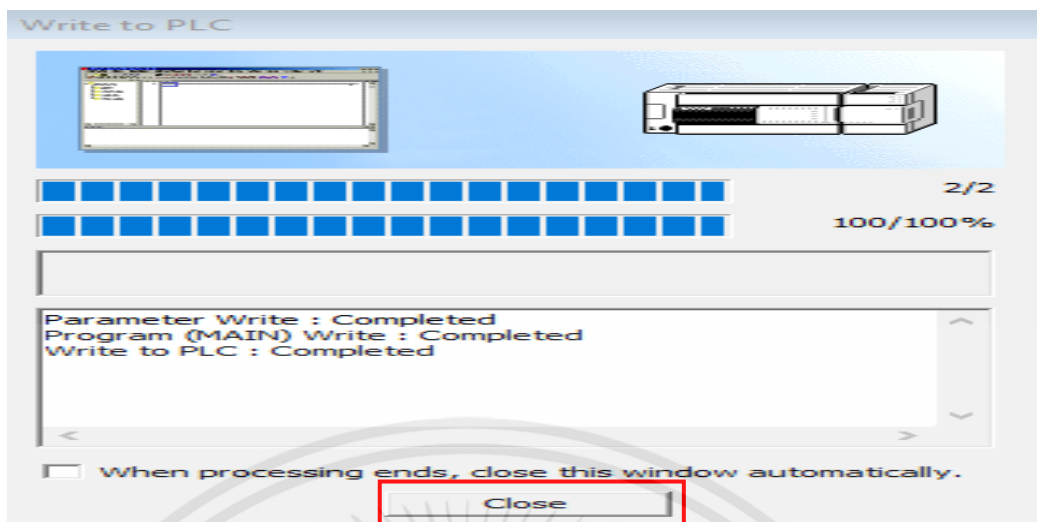 Write to PLC
2/2
100/100%
Parameter Write : Completed
Program (MAIN) Write : Completed
Write to PLC : Completed
When processing ends, close this window automatically.
Close